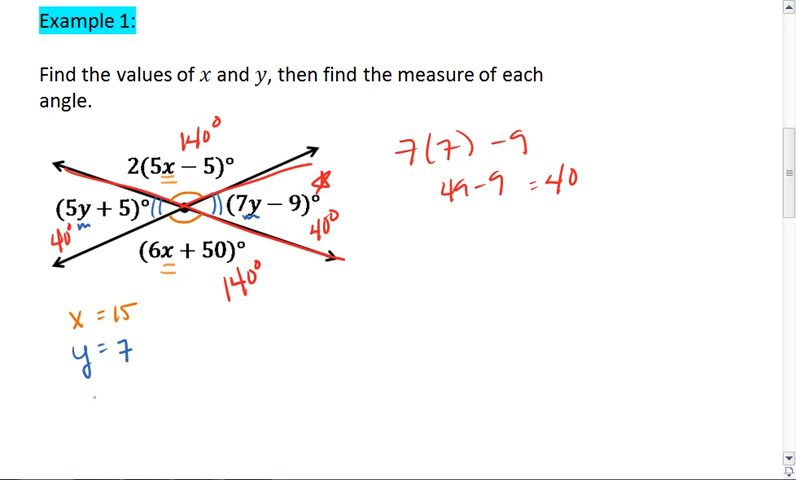 Example 1:
Find the values of x and y, then find the measure of each
angle.
140°
7(7) - 9
2(5x − 5)°
49-9 = 40
(5y + 5)°
(7y − 9)°
40°
40°
(6x + 50)°
140°
x = 15
y = 7